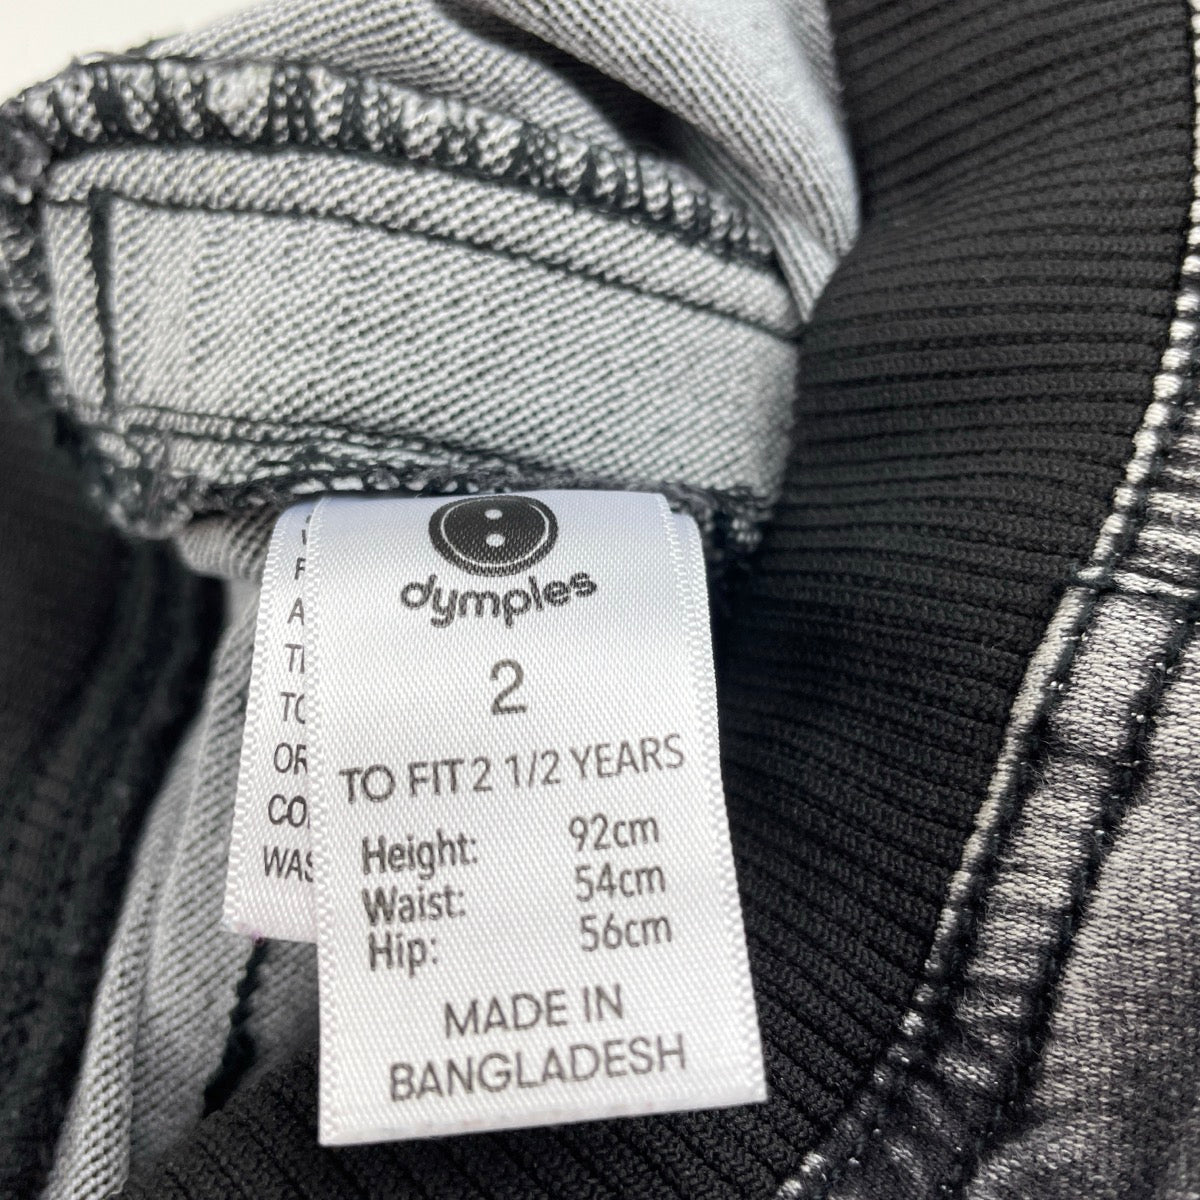 dymples
2
TO FIT 2 1/2 YEARS
Height: 92cm
Waist: 54cm
Hip: 56cm
MADE IN
BANGLADESH